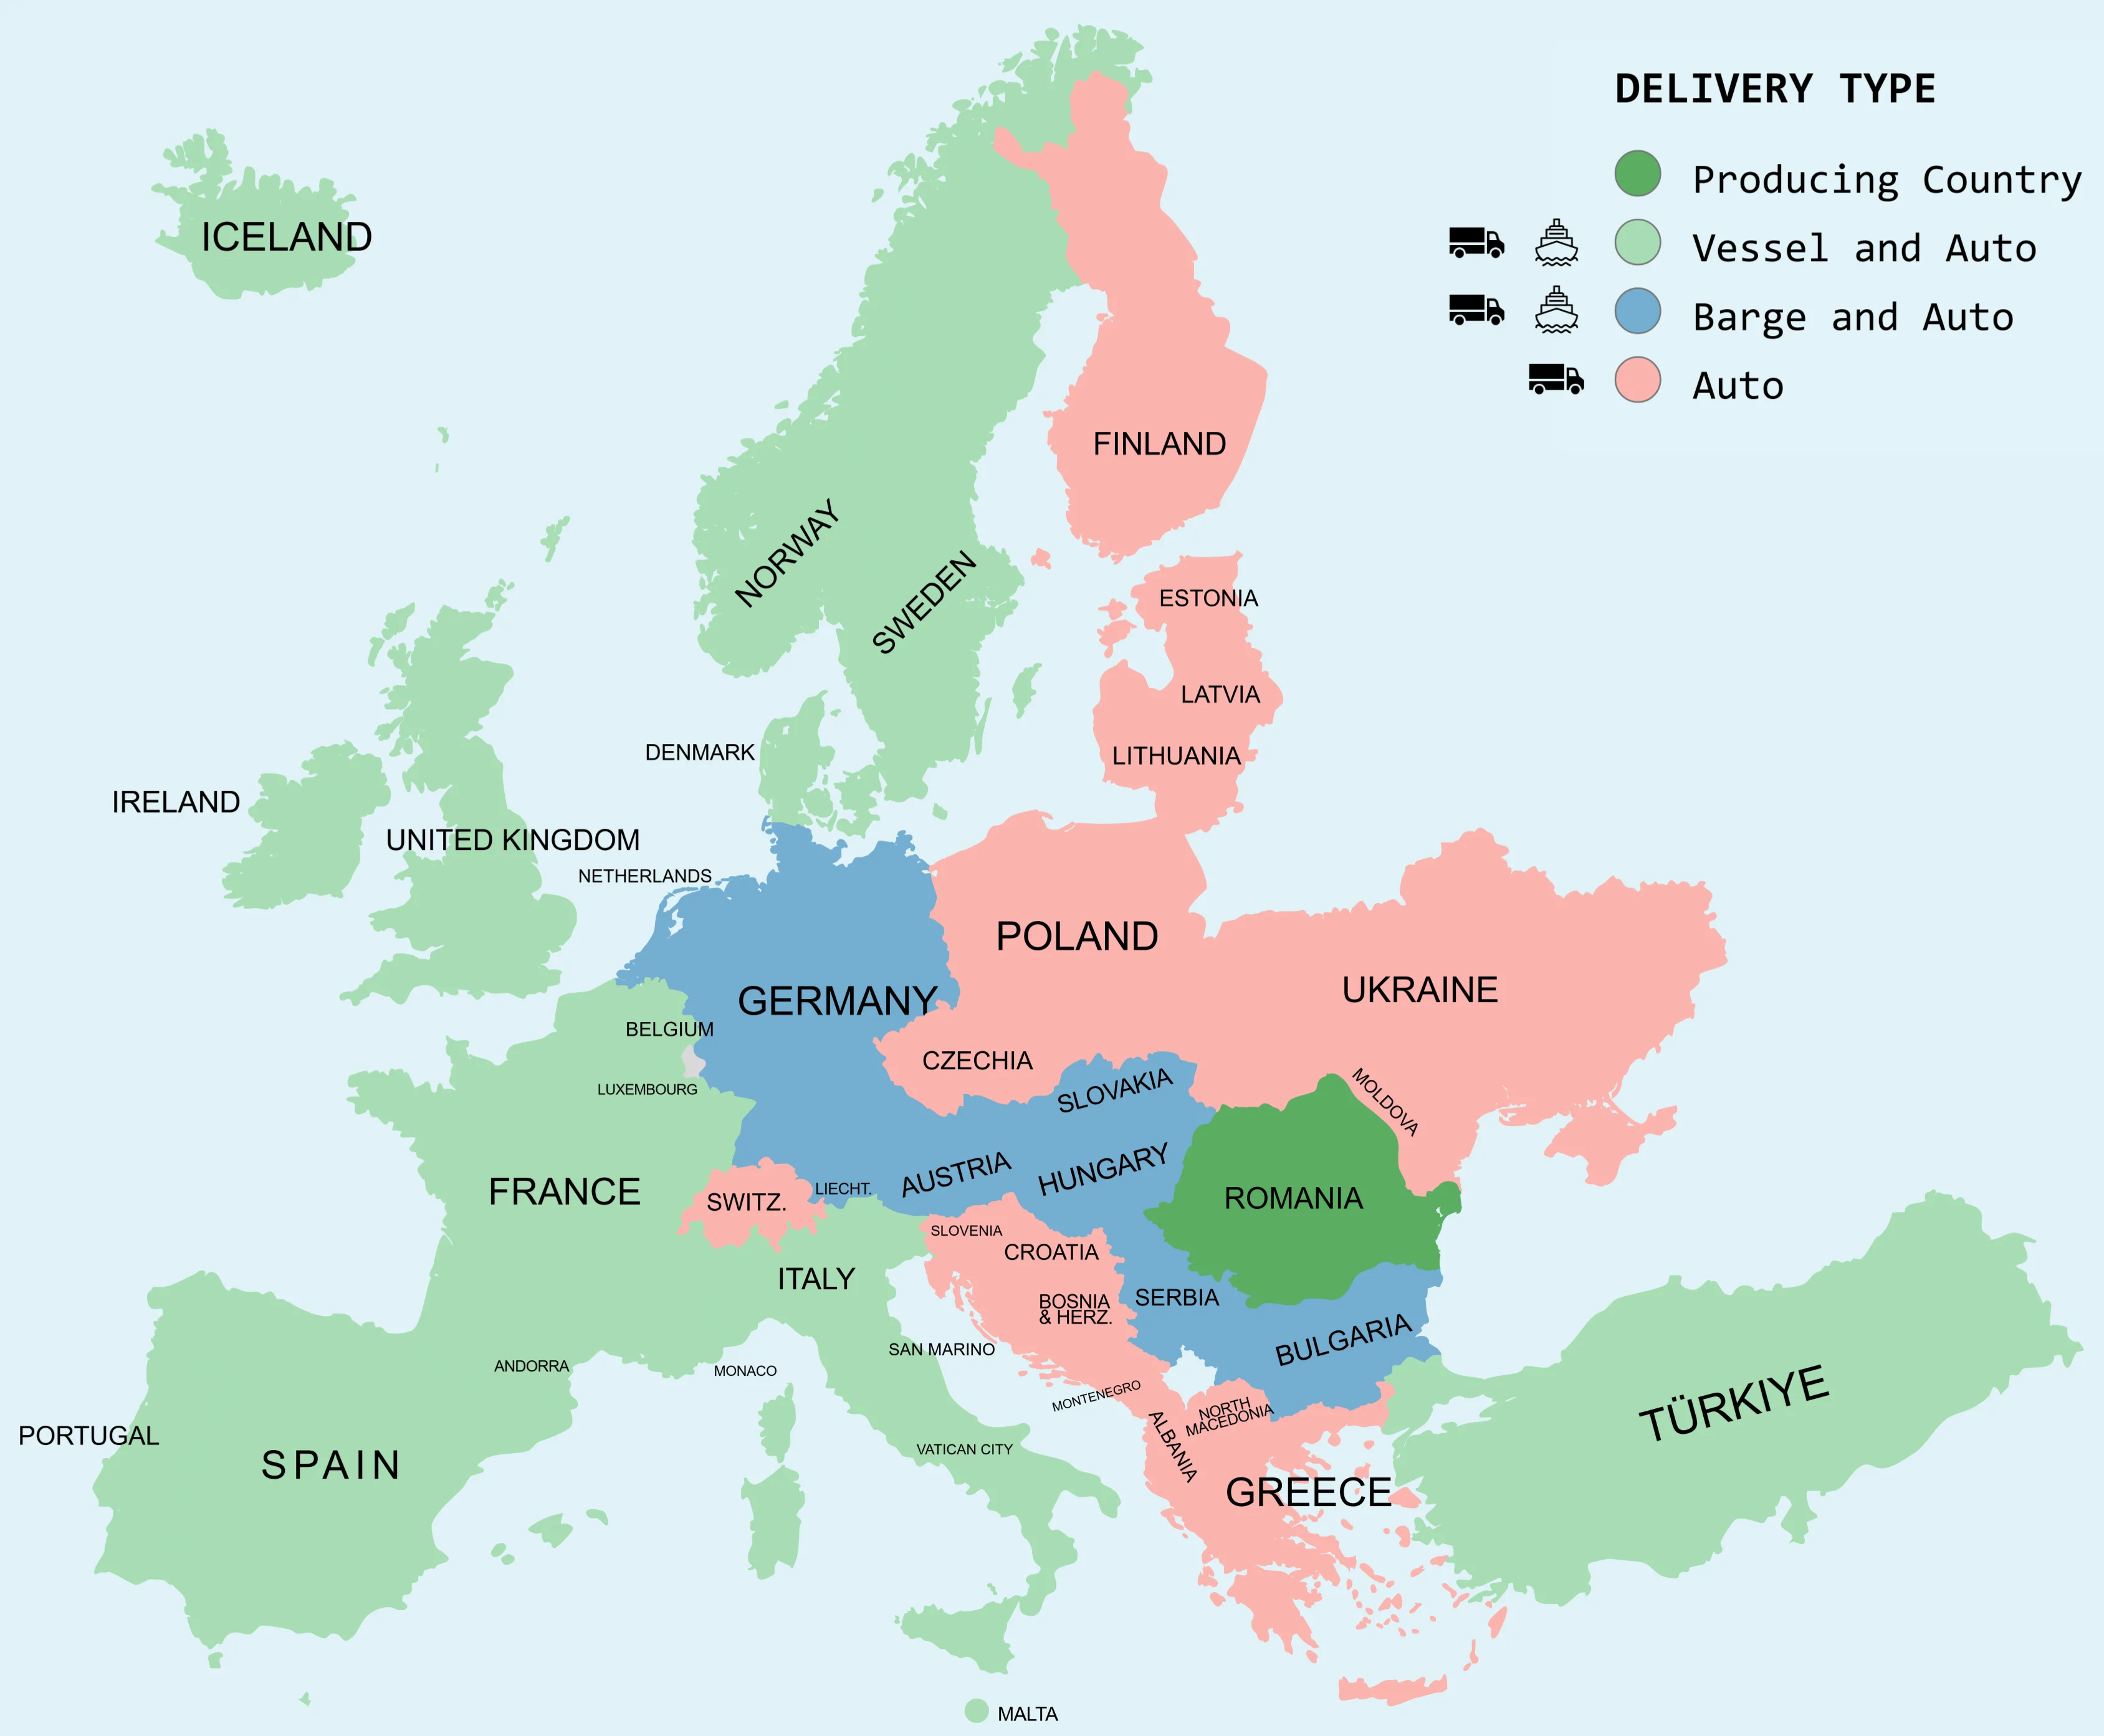 DELIVERY TYPE
Producing Country
Vessel and Auto
Barge and Auto
Auto
ICELAND
FINLAND
NORWAY
SWEDEN
ESTONIA
LATVIA
LITHUANIA
DENMARK
IRELAND
UNITED KINGDOM
NETHERLANDS
POLAND
UKRAINE
GERMANY
BELGIUM
CZECHIA
LUXEMBOURG
SLOVAKIA
MOLDOVA
FRANCE
SWITZ.
LIECHT.
AUSTRIA
HUNGARY
ROMANIA
SLOVENIA
CROATIA
ITALY
BOSNIA
& HERZ.
SERBIA
BULGARIA
SAN MARINO
ANDORRA
MONACO
MONTENEGRO
NORTH
MACEDONIA
TÜRKIYE
PORTUGAL
SPAIN
VATICAN CITY
ALBANIA
GREECE
MALTA